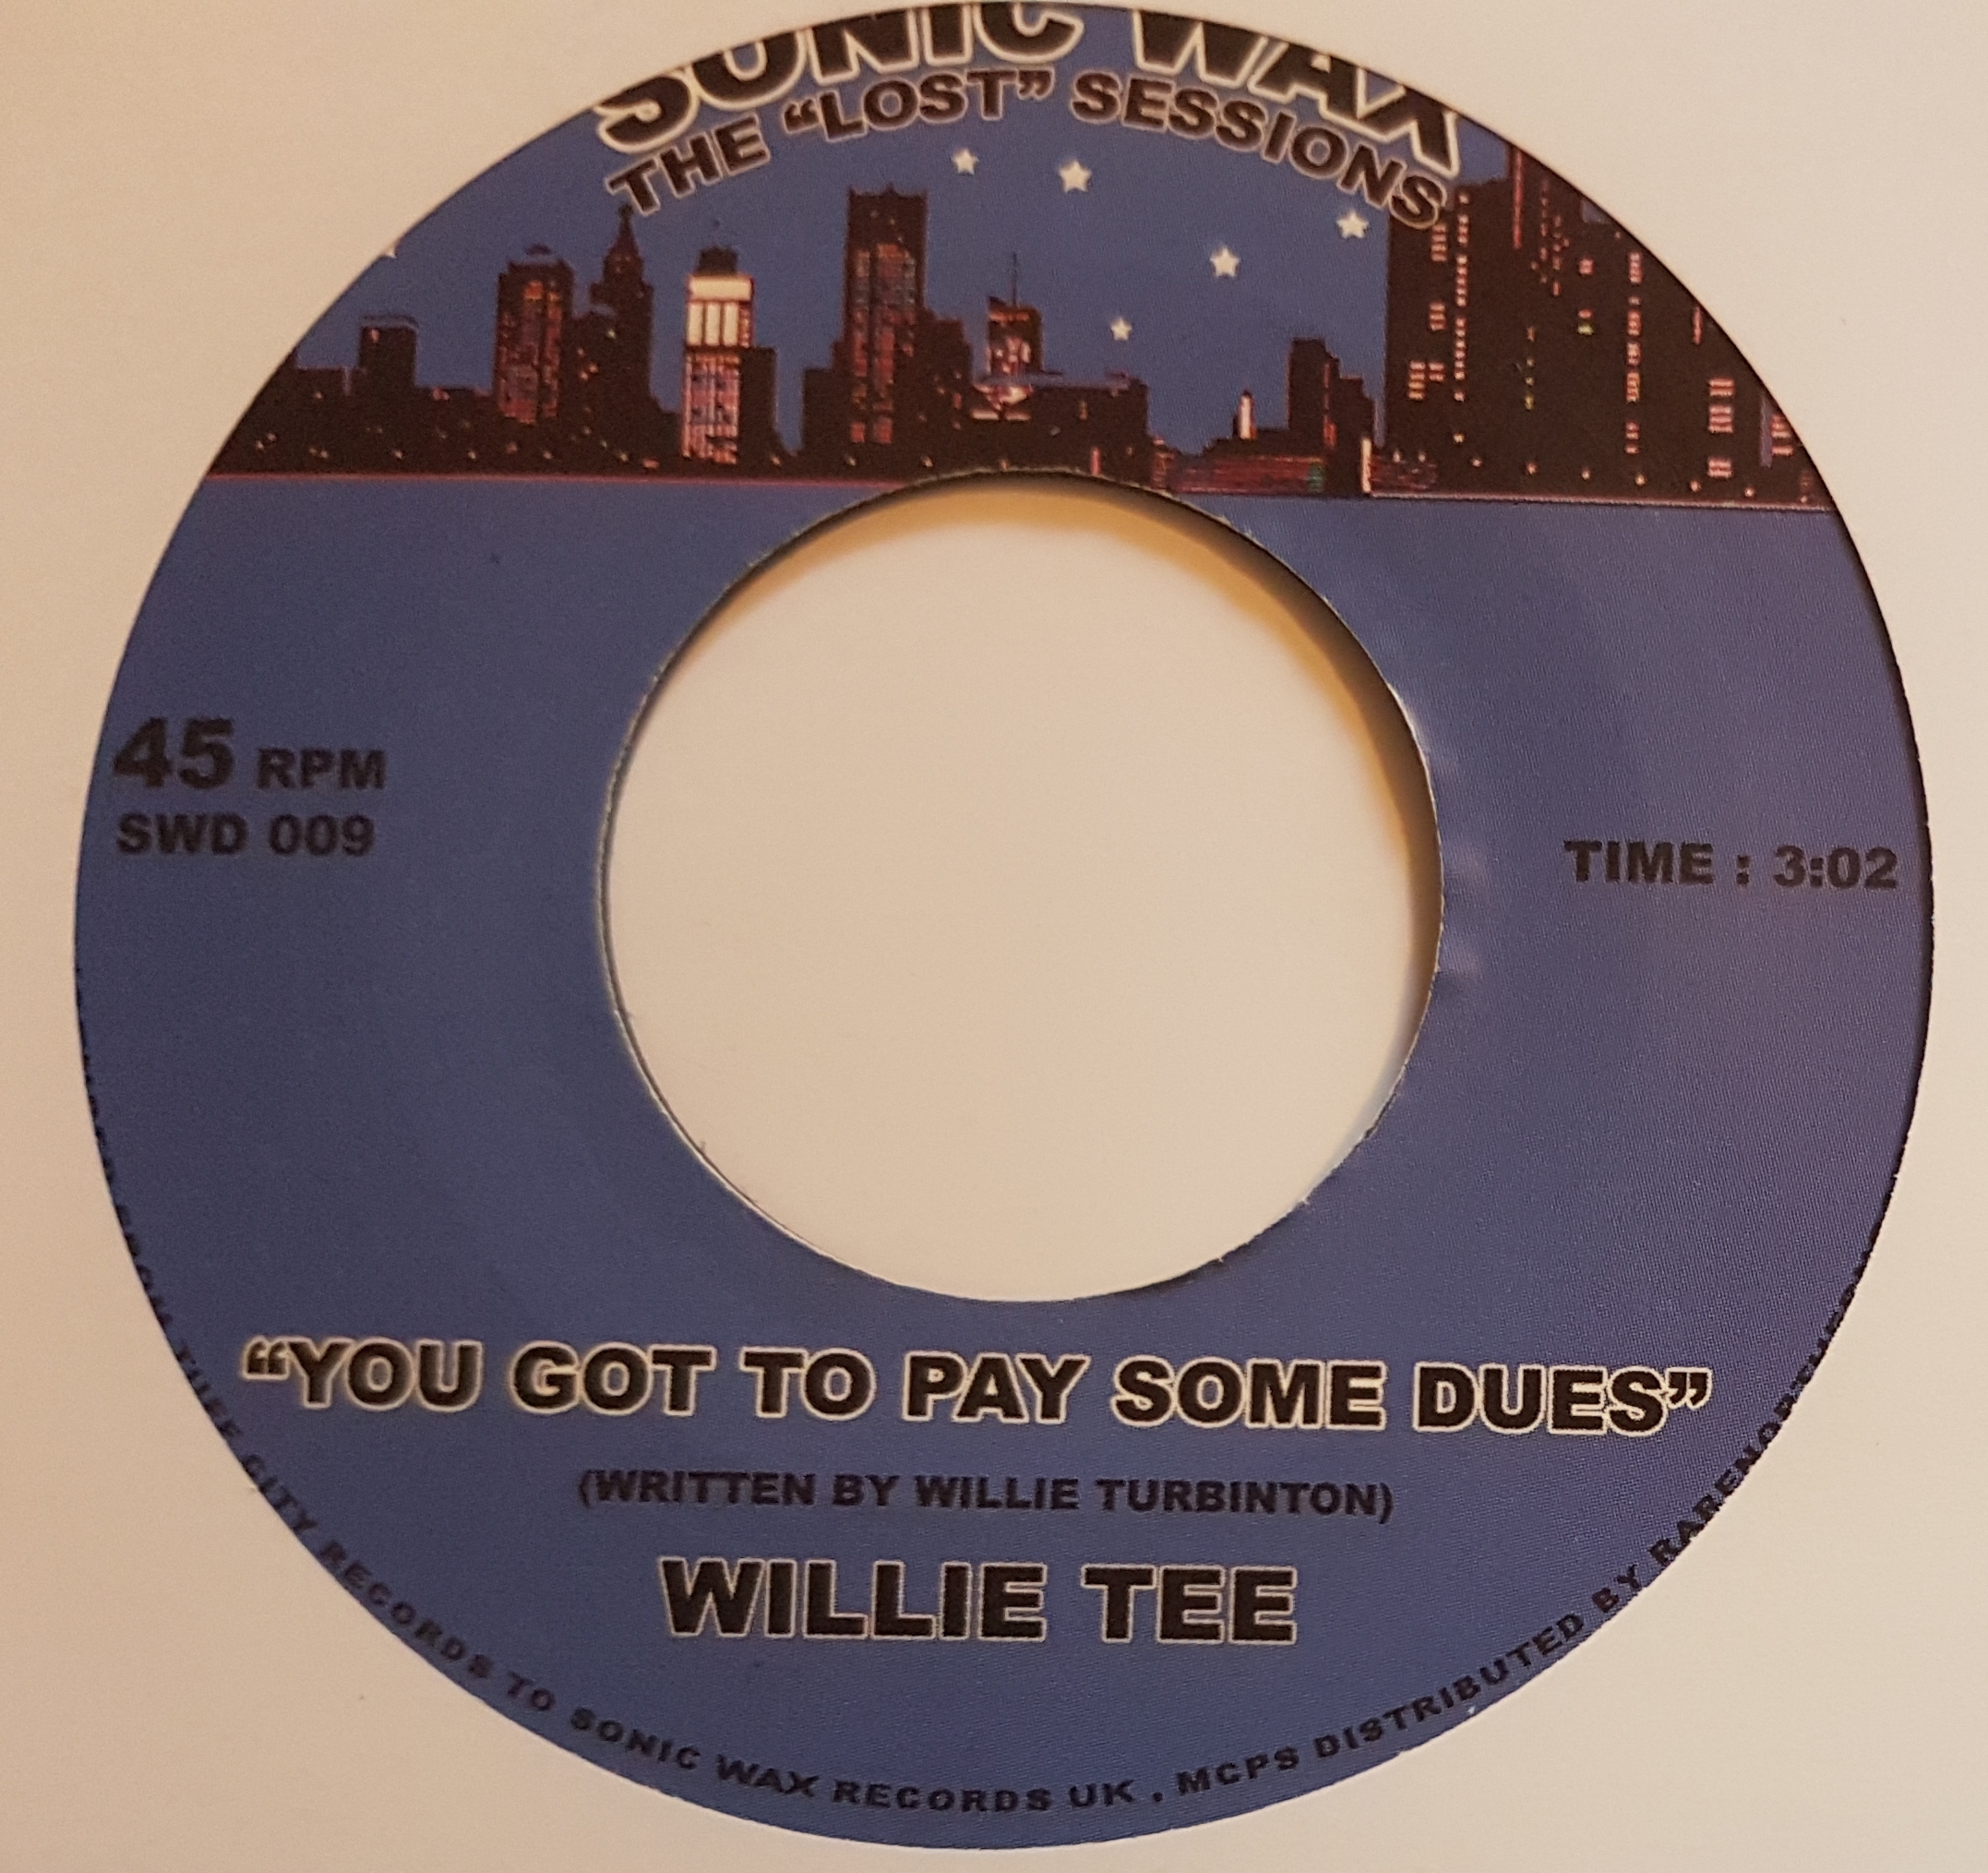 SONIC WAX
THE “LOST” SESSIONS
45 RPM
SWD 009
TIME : 3:02
“YOU GOT TO PAY SOME DUES”
(WRITTEN BY WILLIE TURBINTON)
WILLIE TEE
CITY RECORDS TO SONIC WAX RECORDS UK . MCPS DISTRIBUTED BY